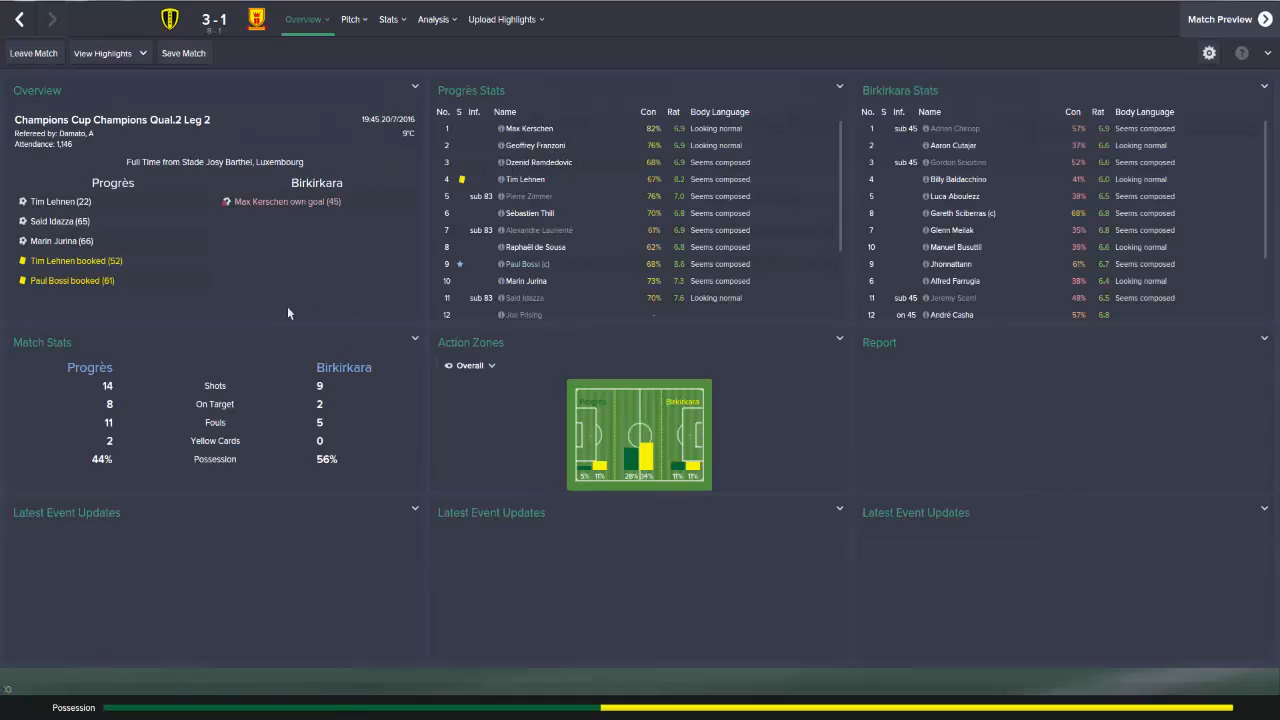 3 - 1
8 - 1
Overview
Pitch
Stats
Analysis
Upload Highlights
Match Preview
Leave Match
View Highlights
Save Match
?
Overview
Champions Cup Champions Qual.2 Leg 2
19:45 20/7/2016
Refereed by: Damato, A
9°C
Attendance: 1,146
Full Time from Stade Josy Barthel, Luxembourg
Progrès
Birkirkara
Tim Lehnen (22)
Max Kerschen own goal (45)
Saïd Idazza (65)
Marin Jurina (66)
Tim Lehnen booked (52)
Paul Bossi booked (61)
Progrès Stats
No. S Inf. Name Con Rat Body Language
1 Max Kerschen 82% 6.9 Looking normal
2 Geoffrey Franzoni 76% 6.9 Looking normal
3 Dzenid Ramdedovic 68% 6.9 Seems composed
4 Tim Lehnen 67% 8.2 Seems composed
5 sub 83 Pierre Zimmer 76% 7.0 Seems composed
6 Sébastien Thill 70% 6.8 Seems composed
7 sub 83 Alexandre Laurienté 61% 6.9 Seems composed
8 Raphaël de Sousa 62% 6.8 Seems composed
9 Paul Bossi (c) 68% 8.6 Seems composed
10 Marin Jurina 73% 7.3 Seems composed
11 sub 83 Saïd Idazza 70% 7.6 Looking normal
12 Joe Frising -
Birkirkara Stats
No. S Inf. Name Con Rat Body Language
1 sub 45 Adrian Chircop 57% 6.9 Seems composed
2 Aaron Cutajar 37% 6.6 Looking normal
3 sub 45 Gordon Sciortino 52% 6.6 Seems composed
4 Billy Baldacchino 41% 6.0 Looking normal
5 Luca Aboulezz 38% 6.5 Seems composed
8 Gareth Sciberras (c) 68% 6.8 Seems composed
7 Glenn Meilak 35% 6.8 Seems composed
10 Manuel Busuttil 36% 6.6 Looking normal
9 Jhonnattann 61% 6.7 Seems composed
6 Alfred Farrugia 38% 6.4 Looking normal
11 sub 45 Jeremy Scerri 48% 6.5 Seems composed
12 on 45 André Casha 57% 6.8
Match Stats
Progrès
Birkirkara
14 Shots 9
8 On Target 2
11 Fouls 5
2 Yellow Cards 0
44% Possession 56%
Action Zones
Overall
Progrès
Birkirkara
5% 11% 28% 34% 11% 11%
Report
Latest Event Updates
Latest Event Updates
Latest Event Updates
Possession